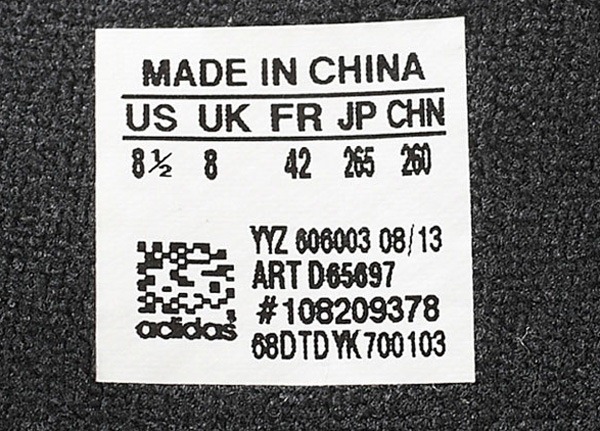 MADE IN CHINA
US UK FR JP CHN
8½ 8 42 265 260
YYZ 606003 08/13
ART D65697
#108209378
68DTDYK700103
adidas